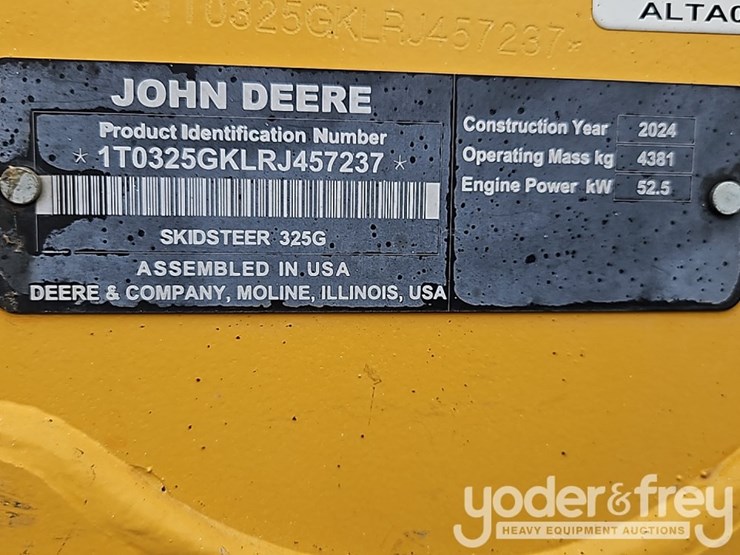 *1T0325GKLRJ457237*
ALTAC
JOHN DEERE
Product Identification Number
*1T0325GKLRJ457237*
SKIDSTEER 325G
ASSEMBLED IN USA
DEERE & COMPANY, MOLINE, ILLINOIS, USA
Construction Year 2024
Operating Mass kg 4381
Engine Power kW 52.5
yoder&frey
HEAVY EQUIPMENT AUCTIONS